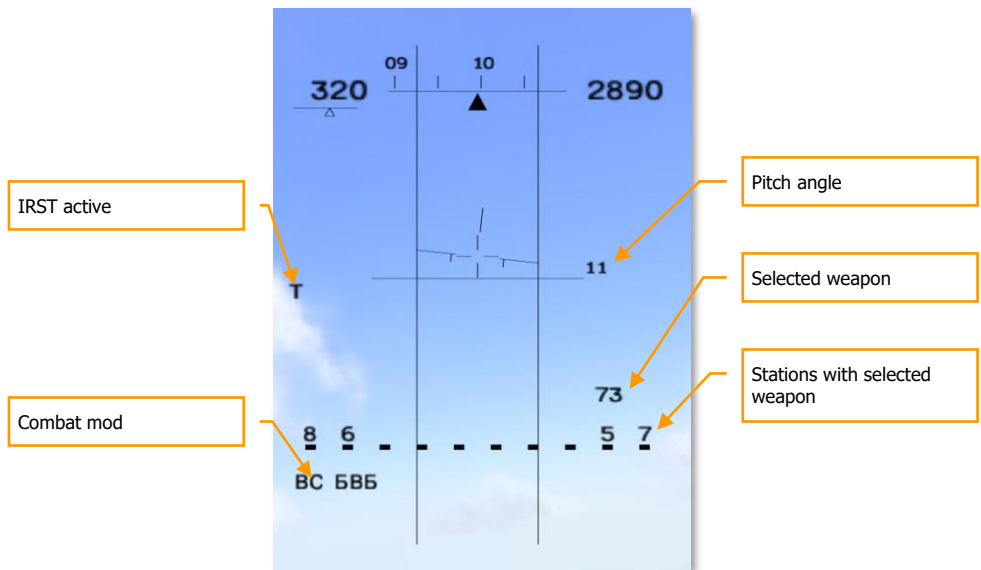 09 10
320 2890
Pitch angle
IRST active
11
T
Selected weapon
73
Stations with selected
weapon
Combat mod
8 6 5 7
ВС БВБ